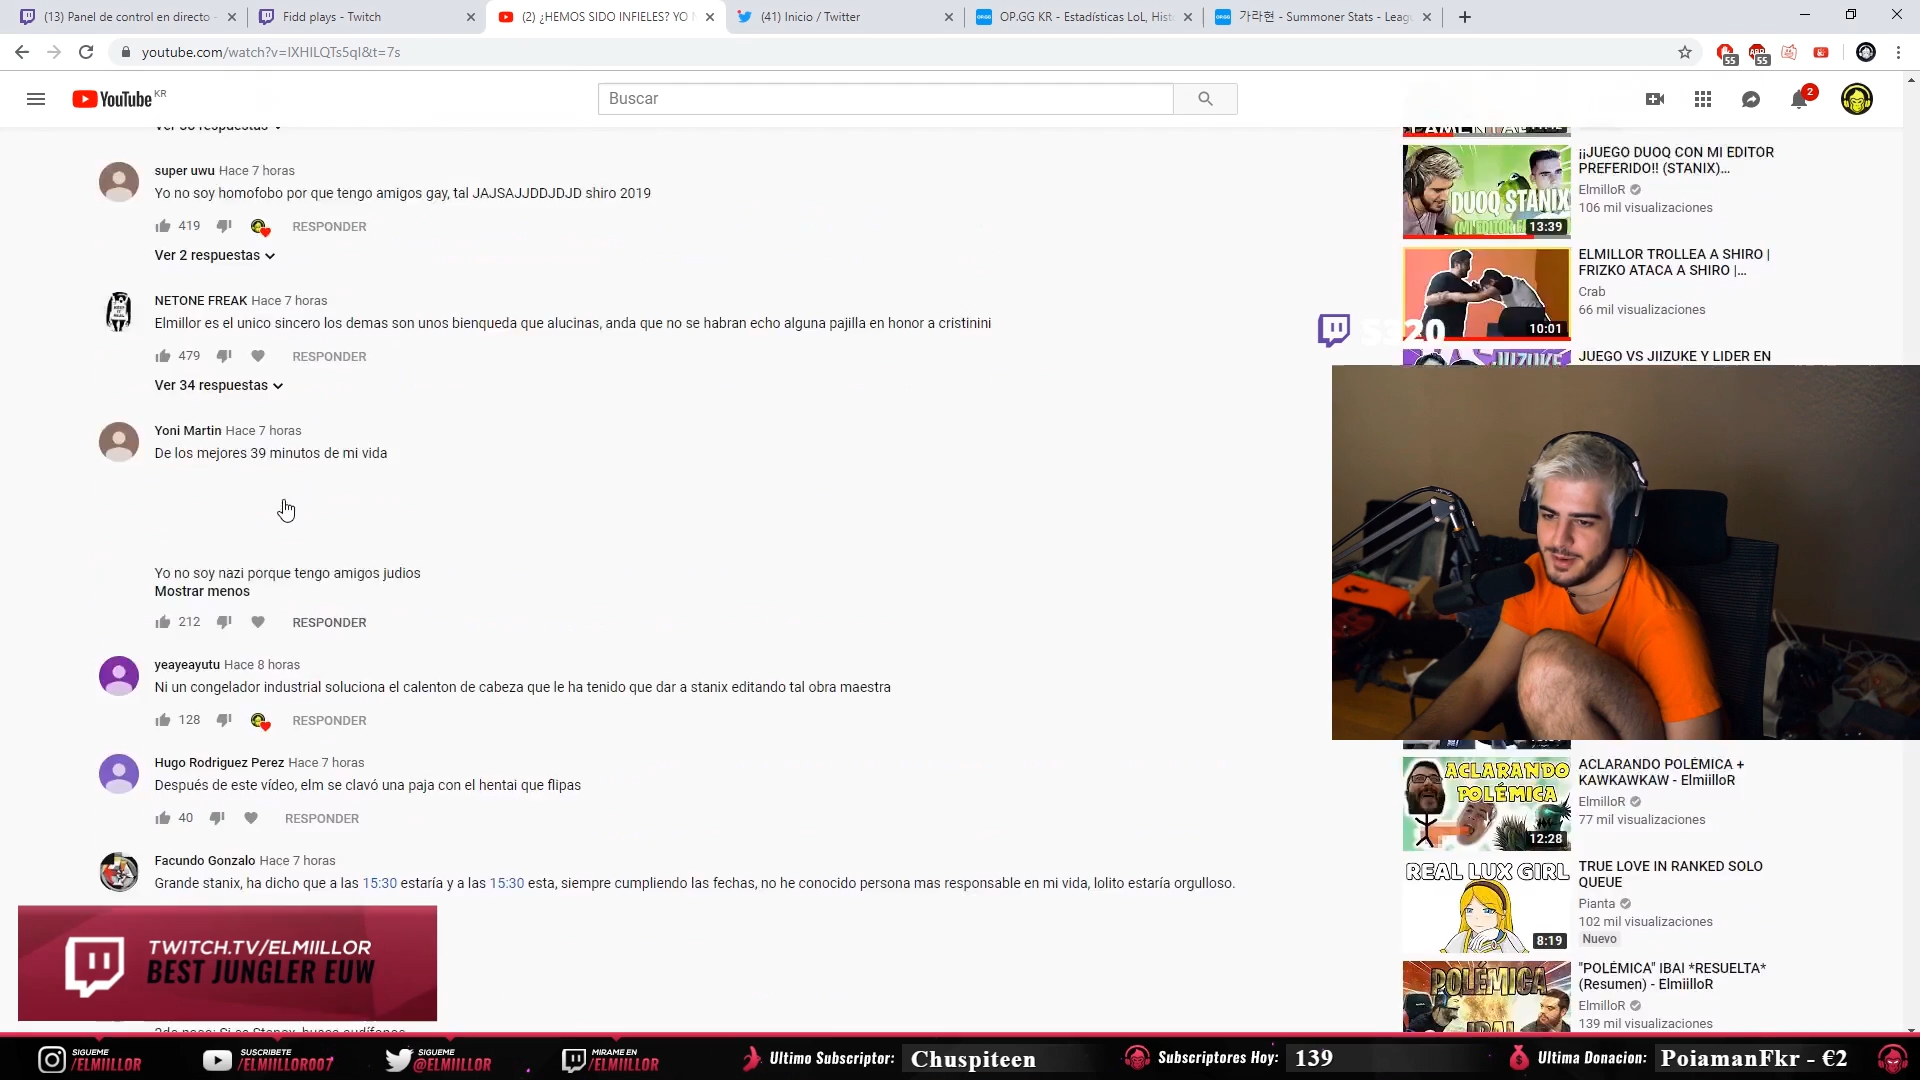 (13) Panel de control en directo
Fidd plays - Twitch
(2) ¿HEMOS SIDO INFIELES? YO
(41) Inicio / Twitter
OP.GG KR - Estadísticas LoL, Hist
가라현 - Summoner Stats - Leagu
youtube.com/watch?v=IXHILQTs5qI&t=7s
55
55
YouTube KR
Buscar
2
super uwu Hace 7 horas
Yo no soy homofobo por que tengo amigos gay, tal JAJSAJJDDJDJD shiro 2019
419
RESPONDER
Ver 2 respuestas
NETONE FREAK Hace 7 horas
Elmillor es el unico sincero los demas son unos bienqueda que alucinas, anda que no se habran echo alguna pajilla en honor a cristinini
479
RESPONDER
Ver 34 respuestas
Yoni Martin Hace 7 horas
De los mejores 39 minutos de mi vida
Yo no soy nazi porque tengo amigos judios
Mostrar menos
212
RESPONDER
yeayeayutu Hace 8 horas
Ni un congelador industrial soluciona el calenton de cabeza que le ha tenido que dar a stanix editando tal obra maestra
128
RESPONDER
Hugo Rodriguez Perez Hace 7 horas
Después de este vídeo, elm se clavó una paja con el hentai que flipas
40
RESPONDER
Facundo Gonzalo Hace 7 horas
Grande stanix, ha dicho que a las 15:30 estaría y a las 15:30 esta, siempre cumpliendo las fechas, no he conocido persona mas responsable en mi vida, lolito estaría orgulloso.
TWITCH.TV/ELMIILLOR
BEST JUNGLER EUW
DUOQ STANIX
13:39
¡¡JUEGO DUOQ CON MI EDITOR
PREFERIDO!! (STANIX)...
ElmilloR
106 mil visualizaciones
10:01
ELMILLOR TROLLEA A SHIRO |
FRIZKO ATACA A SHIRO |...
Crab
66 mil visualizaciones
5320
JUEGO VS JIIZUKE Y LIDER EN
ACLARANDO
POLÉMICA
12:28
ACLARANDO POLÉMICA +
KAWKAWKAW - ElmiilloR
ElmilloR
77 mil visualizaciones
REAL LUX GIRL
8:19
TRUE LOVE IN RANKED SOLO
QUEUE
Pianta
102 mil visualizaciones
Nuevo
POLÉMICA
IBAI
"POLÉMICA" IBAI *RESUELTA*
(Resumen) - ElmiilloR
ElmilloR
139 mil visualizaciones
SIGUEME
/ELMIILLOR
SUSCRIBETE
/ELMIILLOR007
SIGUEME
@ELMIILLOR
MIRAME EN
/ELMIILLOR
Ultimo Subscriptor: Chuspiteen
Subscriptores Hoy: 139
Ultima Donacion: PoiamanFkr - €2